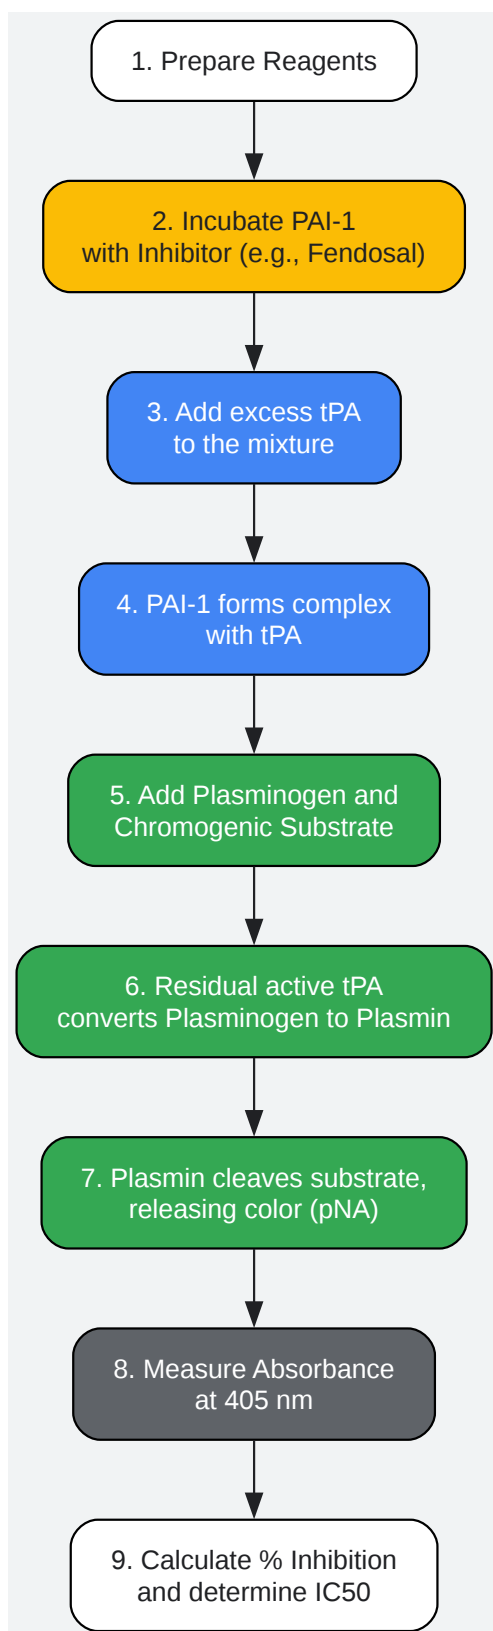 1. Prepare Reagents
2. Incubate PAI-1
with Inhibitor (e.g., Fendosal)
3. Add excess tPA
to the mixture
4. PAI-1 forms complex
with tPA
5. Add Plasminogen and
Chromogenic Substrate
6. Residual active tPA
converts Plasminogen to Plasmin
7. Plasmin cleaves substrate,
releasing color (pNA)
8. Measure Absorbance
at 405 nm
9. Calculate % Inhibition
and determine IC50